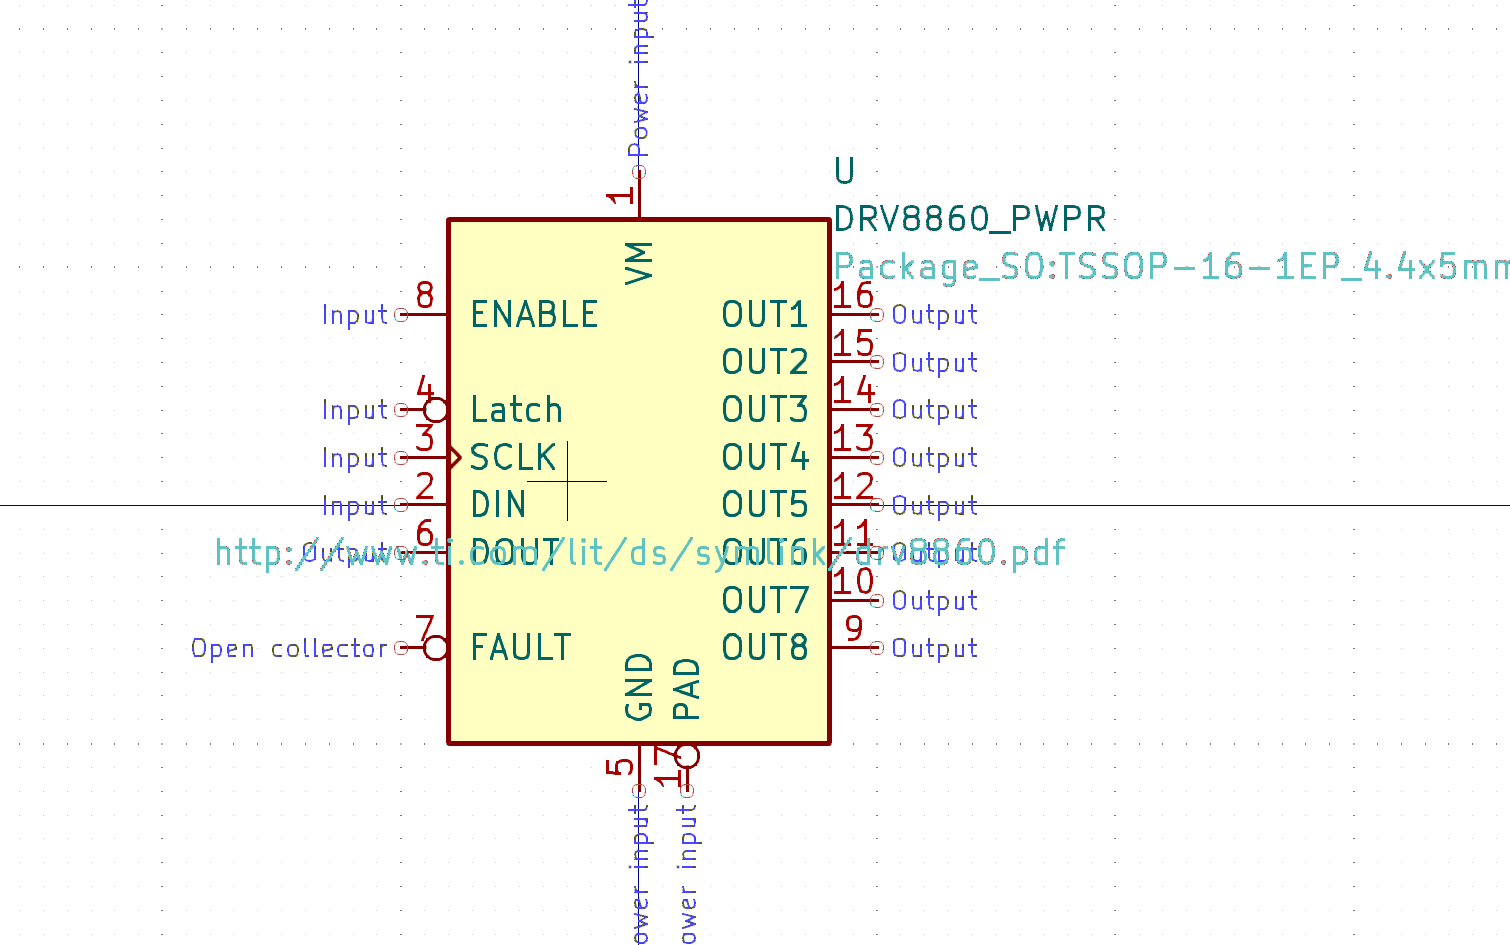 Power input
1
U
DRV8860_PWPR
VM
Package_SO:TSSOP-16-1EP_4.4x5mm
Input 8 ENABLE OUT1 16 Output
OUT2 15 Output
Input 4 Latch OUT3 14 Output
Input 3 SCLK OUT4 13 Output
Input 2 DIN OUT5 12 Output
Output 6 DOUT OUT6 11 Output
http://www.ti.com/lit/ds/symlink/drv8860.pdf
OUT7 10 Output
Open collector 7 FAULT OUT8 9 Output
GND PAD
5 17
ower input ower input